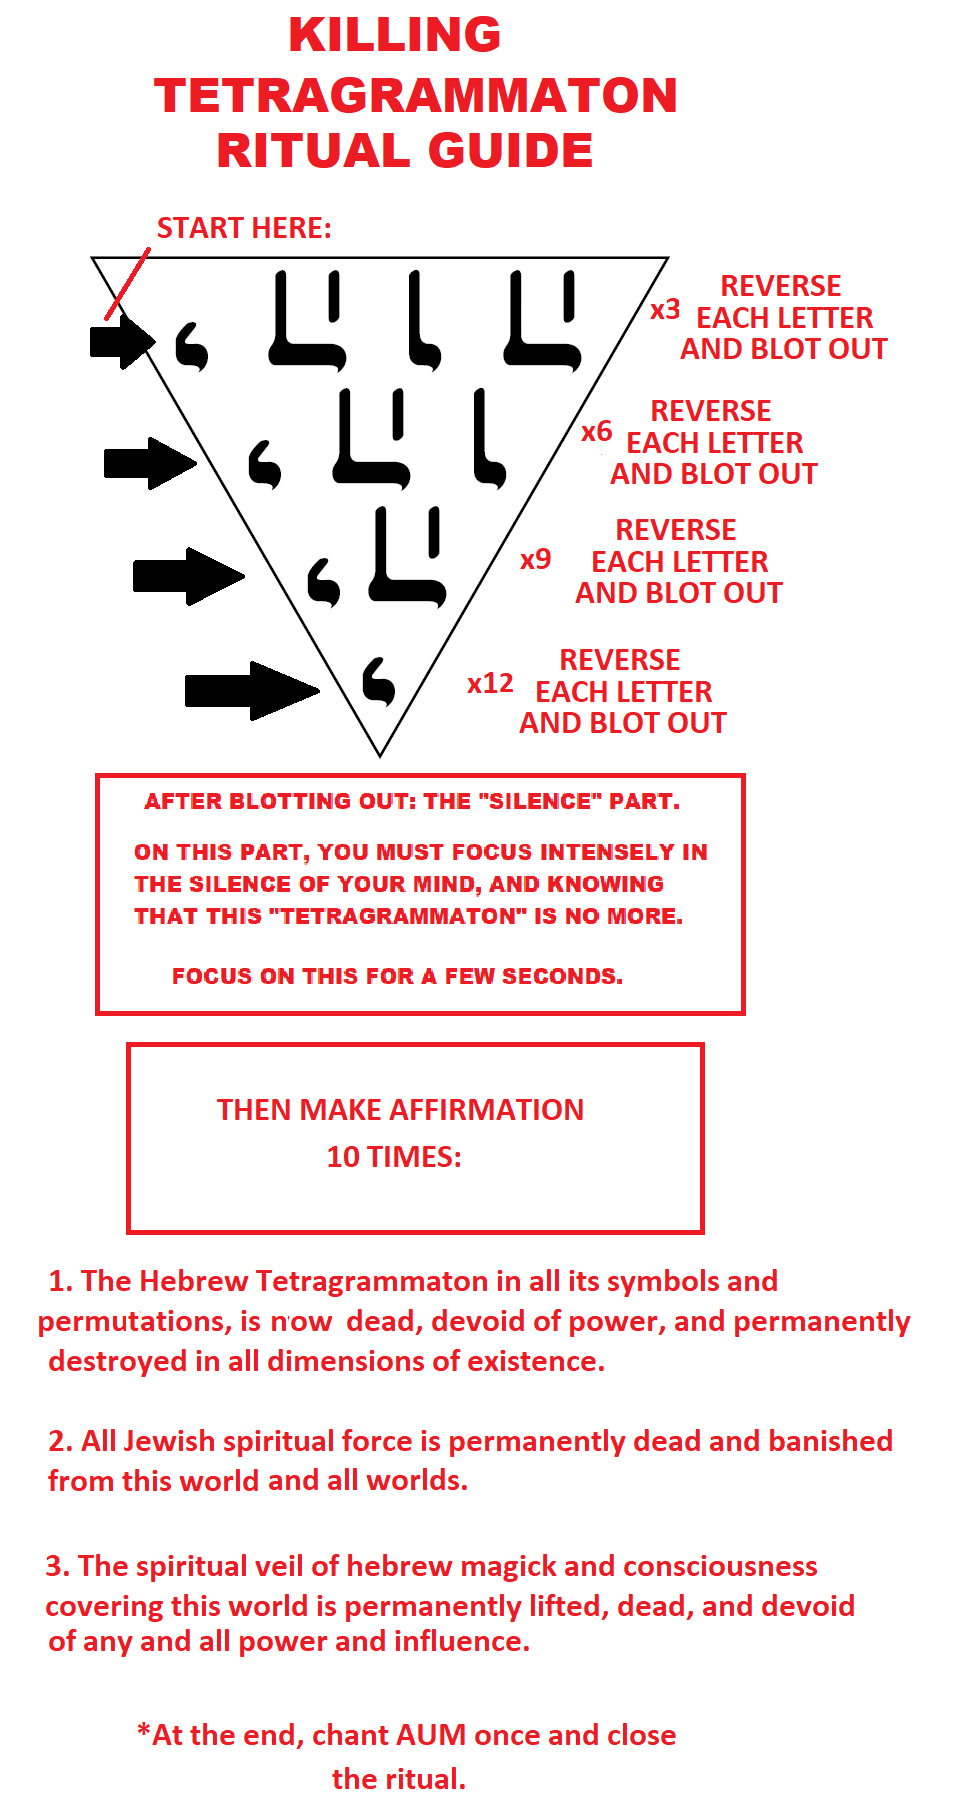 KILLING
TETRAGRAMMATON
RITUAL GUIDE
START HERE:
י ה ו ה
x3
REVERSE
EACH LETTER
AND BLOT OUT
י ה ו
x6
REVERSE
EACH LETTER
AND BLOT OUT
י ה
x9
REVERSE
EACH LETTER
AND BLOT OUT
י
x12
REVERSE
EACH LETTER
AND BLOT OUT
AFTER BLOTTING OUT: THE "SILENCE" PART.
ON THIS PART, YOU MUST FOCUS INTENSELY IN
THE SILENCE OF YOUR MIND, AND KNOWING
THAT THIS "TETRAGRAMMATON" IS NO MORE.
FOCUS ON THIS FOR A FEW SECONDS.
THEN MAKE AFFIRMATION
10 TIMES:
1. The Hebrew Tetragrammaton in all its symbols and
permutations, is now dead, devoid of power, and permanently
destroyed in all dimensions of existence.
2. All Jewish spiritual force is permanently dead and banished
from this world and all worlds.
3. The spiritual veil of hebrew magick and consciousness
covering this world is permanently lifted, dead, and devoid
of any and all power and influence.
*At the end, chant AUM once and close
the ritual.